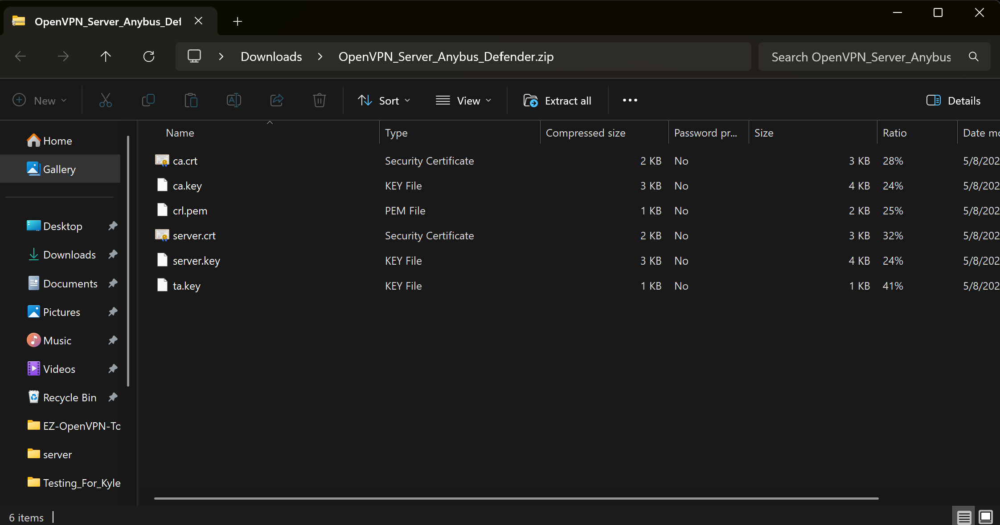 OpenVPN_Server_Anybus_Def
Downloads
OpenVPN_Server_Anybus_Defender.zip
Search OpenVPN_Server_Anybus
New
Sort
View
Extract all
Details
Home
Gallery
Desktop
Downloads
Documents
Pictures
Music
Videos
Recycle Bin
EZ-OpenVPN-To
server
Testing_For_Kyle
Name Type Compressed size Password pr... Size Ratio Date mo
ca.crt Security Certificate 2 KB No 3 KB 28% 5/8/202
ca.key KEY File 3 KB No 4 KB 24% 5/8/202
crl.pem PEM File 1 KB No 2 KB 25% 5/8/202
server.crt Security Certificate 2 KB No 3 KB 32% 5/8/202
server.key KEY File 3 KB No 4 KB 24% 5/8/202
ta.key KEY File 1 KB No 1 KB 41% 5/8/202
6 items